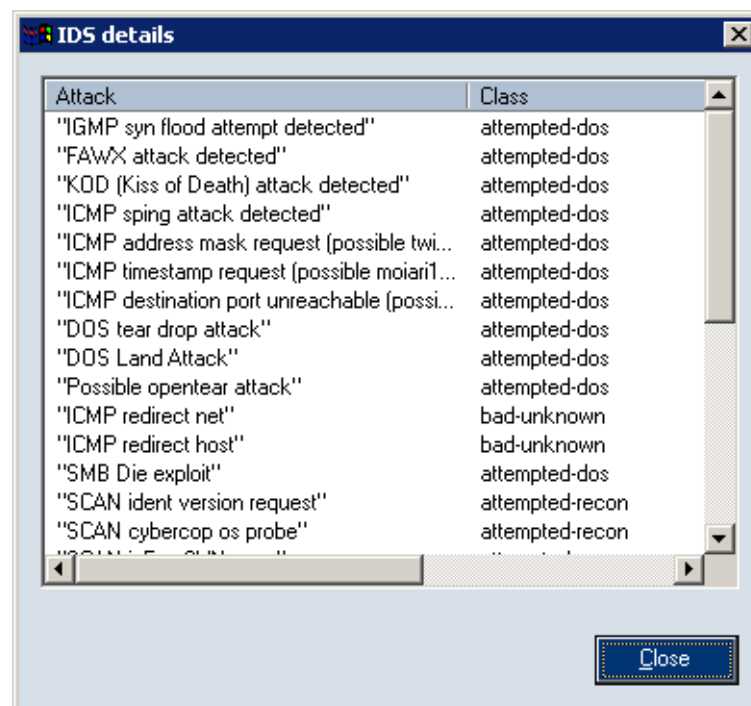 IDS details
Attack Class
"IGMP syn flood attempt detected" attempted-dos
"FAWX attack detected" attempted-dos
"KOD (Kiss of Death) attack detected" attempted-dos
"ICMP sping attack detected" attempted-dos
"ICMP address mask request (possible twi... attempted-dos
"ICMP timestamp request (possible moiari1... attempted-dos
"ICMP destination port unreachable (possi... attempted-dos
"DOS tear drop attack" attempted-dos
"DOS Land Attack" attempted-dos
"Possible opentear attack" attempted-dos
"ICMP redirect net" bad-unknown
"ICMP redirect host" bad-unknown
"SMB Die exploit" attempted-dos
"SCAN ident version request" attempted-recon
"SCAN cybercop os probe" attempted-recon
Close